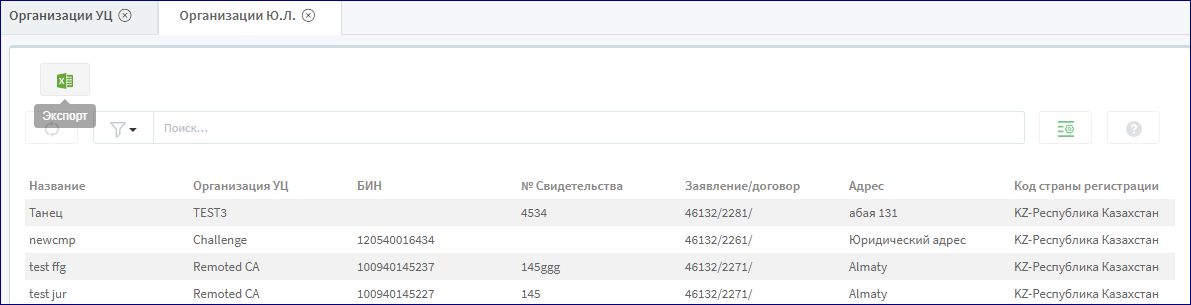 Организации УЦ Организации Ю.Л.
Экспорт
Поиск...
Название Организация УЦ БИН № Свидетельства Заявление/договор Адрес Код страны регистрации
Танец TEST3 4534 46132/2281/ абая 131 KZ-Республика Казахстан
newcmp Challenge 120540016434 46132/2261/ Юридический адрес KZ-Республика Казахстан
test ffg Remoted CA 100940145237 145ggg 46132/2271/ Almaty KZ-Республика Казахстан
test jur Remoted CA 100940145227 145 46132/2271/ Almaty KZ-Республика Казахстан